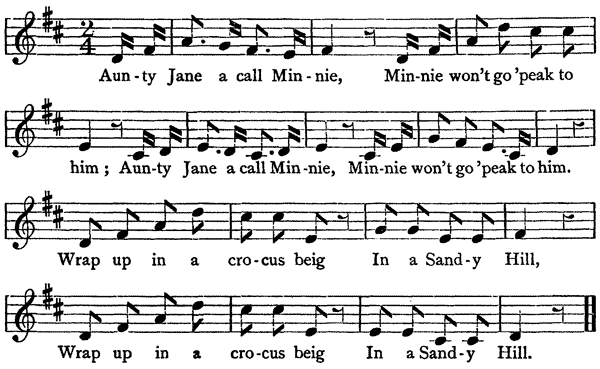 2
4
Aun-ty Jane a call Min-nie, Min-nie won't go 'peak to
him; Aun-ty Jane a call Min-nie, Min-nie won't go 'peak to him.
Wrap up in a cro-cus beig In a Sand-y Hill,
Wrap up in a cro-cus beig In a Sand-y Hill.